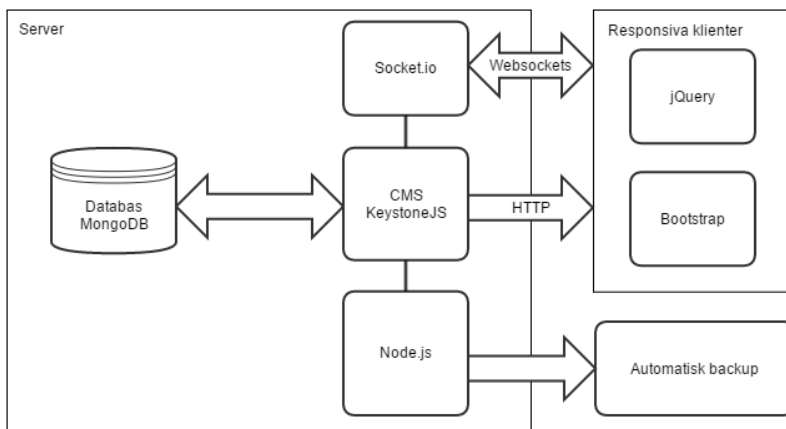 Server
Responsiva klienter
Socket.io
Websockets
jQuery
Databas
MongoDB
CMS
KeystoneJS
HTTP
Bootstrap
Node.js
Automatisk backup